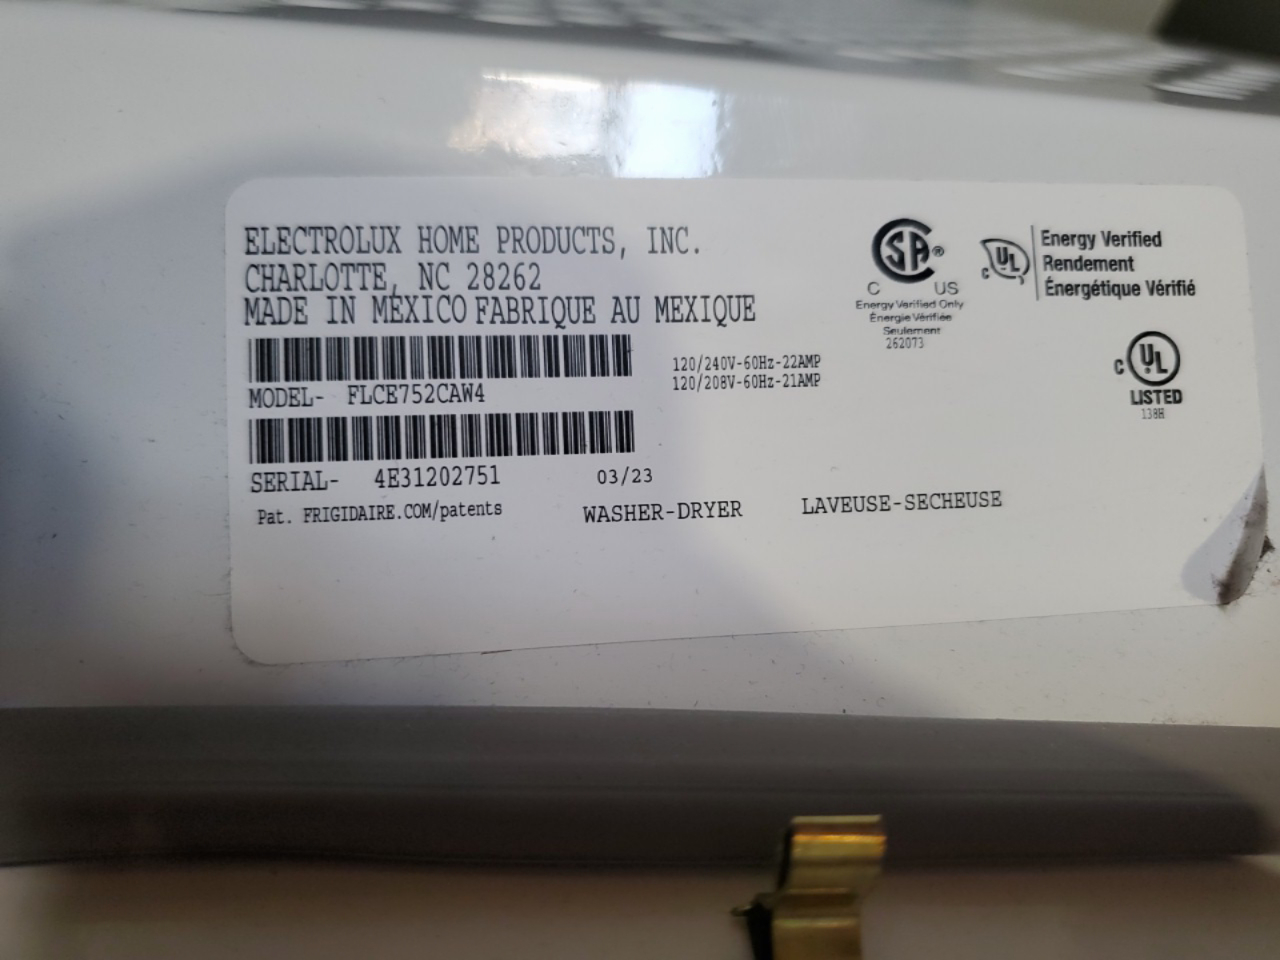 ELECTROLUX HOME PRODUCTS, INC.
CHARLOTTE, NC 28262
MADE IN MEXICO FABRIQUE AU MEXIQUE
MODEL- FLCE752CAW4
SERIAL- 4E31202751 03/23
Pat. FRIGIDAIRE.COM/patents
WASHER-DRYER LAVEUSE-SECHEUSE
120/240V-60Hz-22AMP
120/208V-60Hz-21AMP
SA®
C US
Energy Verified Only
Énergie Vérifiée
Seulement
262073
C UL
Energy Verified
Rendement
Énergétique Vérifié
C UL
LISTED
138H